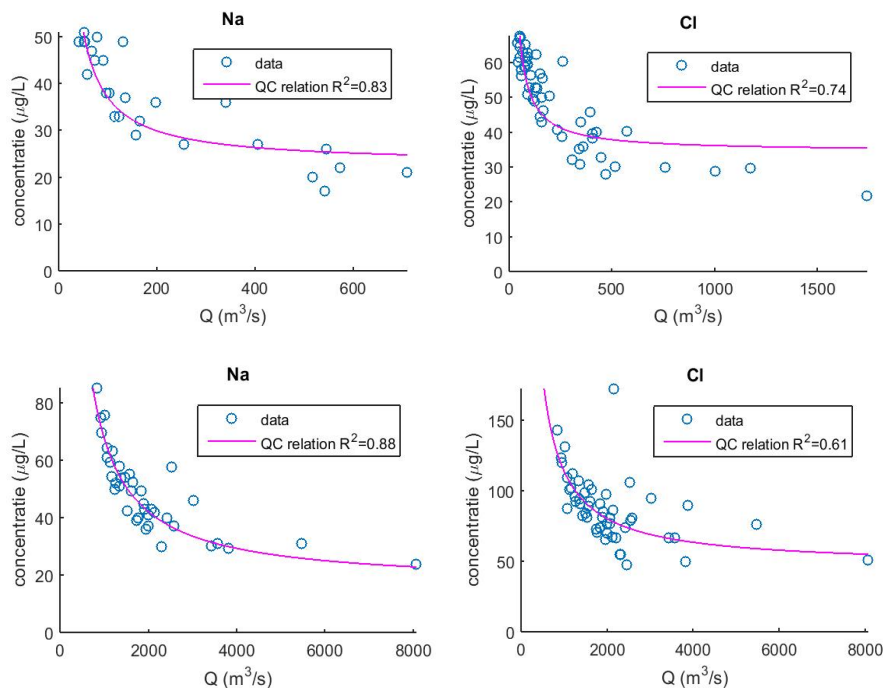 Na
50
40
30
20
10
0
concentratie (μg/L)
data
QC relation R²=0.83
0
200
400
600
Q (m³/s)
Cl
60
50
40
30
20
10
0
concentratie (μg/L)
data
QC relation R²=0.74
0
500
1000
1500
Q (m³/s)
Na
80
60
40
20
0
concentratie (μg/L)
data
QC relation R²=0.88
0
2000
4000
6000
8000
Q (m³/s)
Cl
150
100
50
0
concentratie (μg/L)
data
QC relation R²=0.61
0
2000
4000
6000
8000
Q (m³/s)